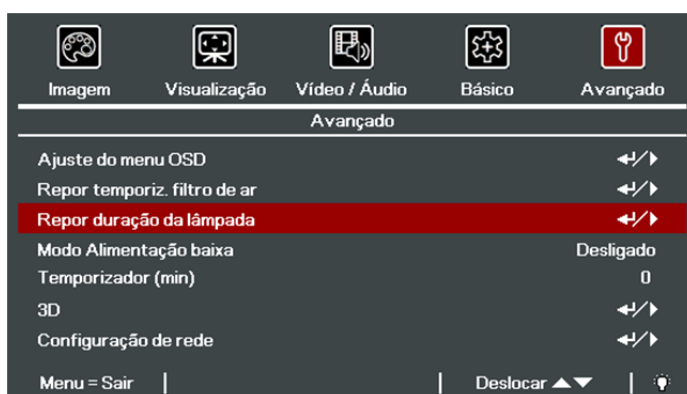 Imagem Visualização Vídeo / Áudio Básico Avançado
Avançado
Ajuste do menu OSD
Repor temporiz. filtro de ar
Repor duração da lâmpada
Modo Alimentação baixa Desligado
Temporizador (min) 0
3D
Configuração de rede
Menu = Sair Deslocar ▲▼